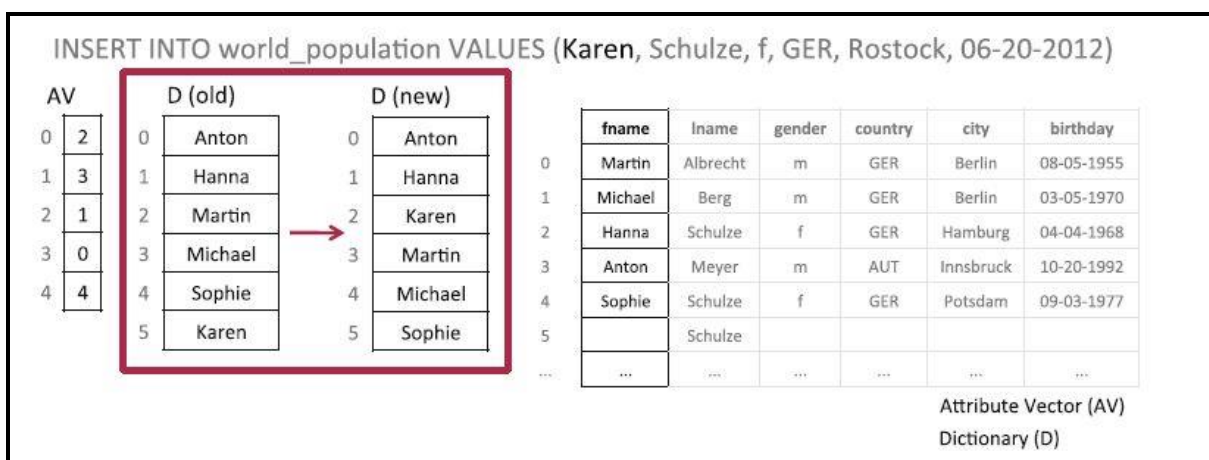 INSERT INTO world_population VALUES (Karen, Schulze, f, GER, Rostock, 06-20-2012)
AV D (old) D (new)
0 2 0 Anton 0 Anton
1 3 1 Hanna 1 Hanna
2 1 2 Martin 2 Karen
3 0 3 Michael 3 Martin
4 4 4 Sophie 4 Michael
5 Karen 5 Sophie
fname lname gender country city birthday
0 Martin Albrecht m GER Berlin 08-05-1955
1 Michael Berg m GER Berlin 03-05-1970
2 Hanna Schulze f GER Hamburg 04-04-1968
3 Anton Meyer m AUT Innsbruck 10-20-1992
4 Sophie Schulze f GER Potsdam 09-03-1977
5 Schulze
... ... ... ... ... ... ...
Attribute Vector (AV)
Dictionary (D)